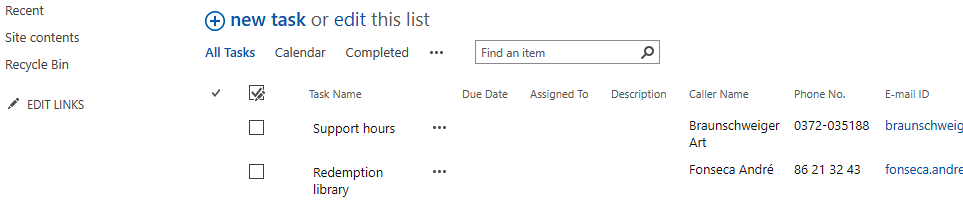 Recent
Site contents
Recycle Bin
EDIT LINKS
new task or edit this list
All Tasks Calendar Completed ···
Find an item
Task Name Due Date Assigned To Description Caller Name Phone No. E-mail ID
Support hours ··· Braunschweiger 0372-035188 braunschweig
Art
Redemption ··· Fonseca André 86 21 32 43 fonseca.andre
library